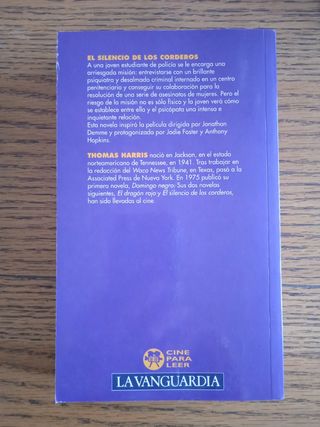 EL SILENCIO DE LOS CORDEROS
A una joven estudiante de policía se le encarga una
arriesgada misión: entrevistarse con un brillante
psiquiatra y desalmado criminal internado en un centro
penitenciario y conseguir su colaboración para la
resolución de una serie de asesinatos de mujeres. Pero el
riesgo de la misión no es sólo físico y la joven verá cómo
se establece entre ella y el psicópata una intensa e
inquietante relación.
Esta novela inspiró la película dirigida por Jonathan
Demme y protagonizada por Jodie Foster y Anthony
Hopkins.
THOMAS HARRIS nació en Jackson, en el estado
norteamericano de Tennessee, en 1941. Tras trabajar en
la redacción del Waco News Tribune, en Texas, pasó a la
Associated Press de Nueva York. En 1975 publicó su
primera novela, Domingo negro. Sus dos novelas
siguientes, El dragón rojo y El silencio de los corderos,
han sido llevadas al cine.
CINE
PARA
LEER
LA VANGUARDIA